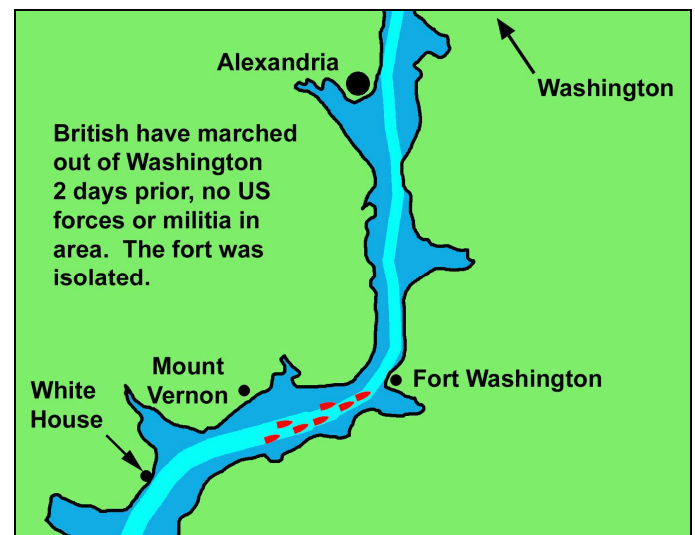 Alexandria
Washington
British have marched
out of Washington
2 days prior, no US
forces or militia in
area.  The fort was
isolated.
Mount
Vernon
Fort Washington
White
House